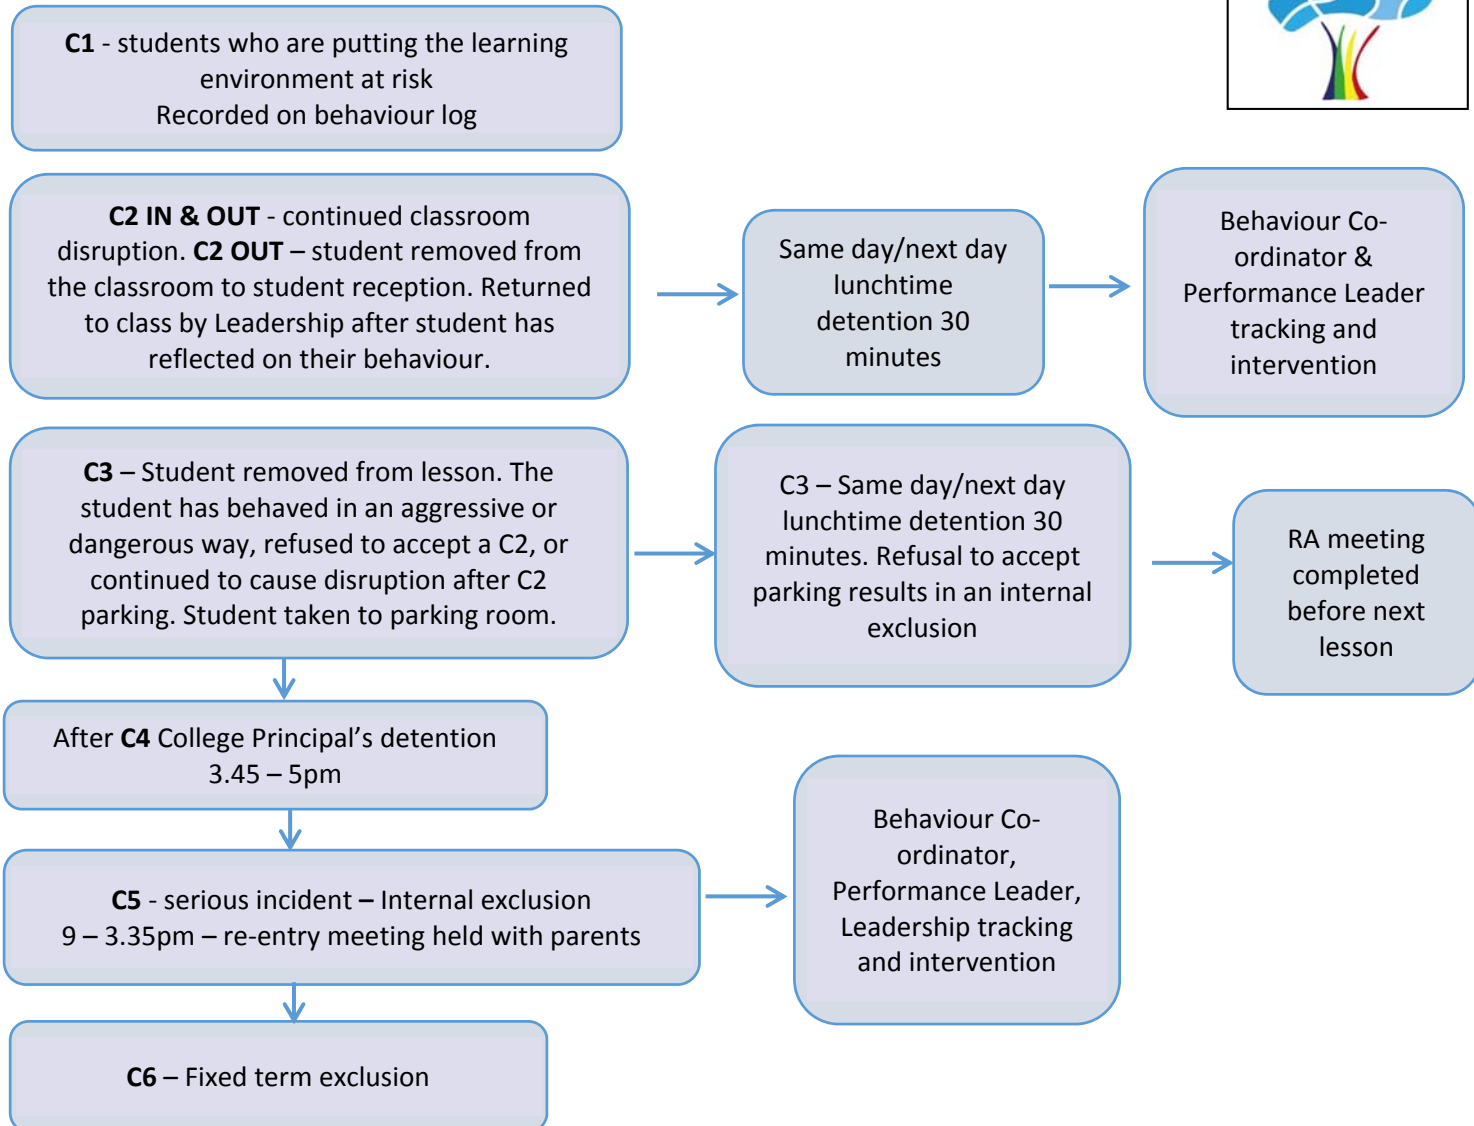 C1 - students who are putting the learning
environment at risk
Recorded on behaviour log
C2 IN & OUT - continued classroom
disruption. C2 OUT – student removed from
the classroom to student reception. Returned
to class by Leadership after student has
reflected on their behaviour.
Same day/next day
lunchtime
detention 30
minutes
Behaviour Co-
ordinator &
Performance Leader
tracking and
intervention
C3 – Student removed from lesson. The
student has behaved in an aggressive or
dangerous way, refused to accept a C2, or
continued to cause disruption after C2
parking. Student taken to parking room.
C3 – Same day/next day
lunchtime detention 30
minutes. Refusal to accept
parking results in an internal
exclusion
RA meeting
completed
before next
lesson
After C4 College Principal’s detention
3.45 – 5pm
C5 - serious incident – Internal exclusion
9 – 3.35pm – re-entry meeting held with parents
Behaviour Co-
ordinator,
Performance Leader,
Leadership tracking
and intervention
C6 – Fixed term exclusion